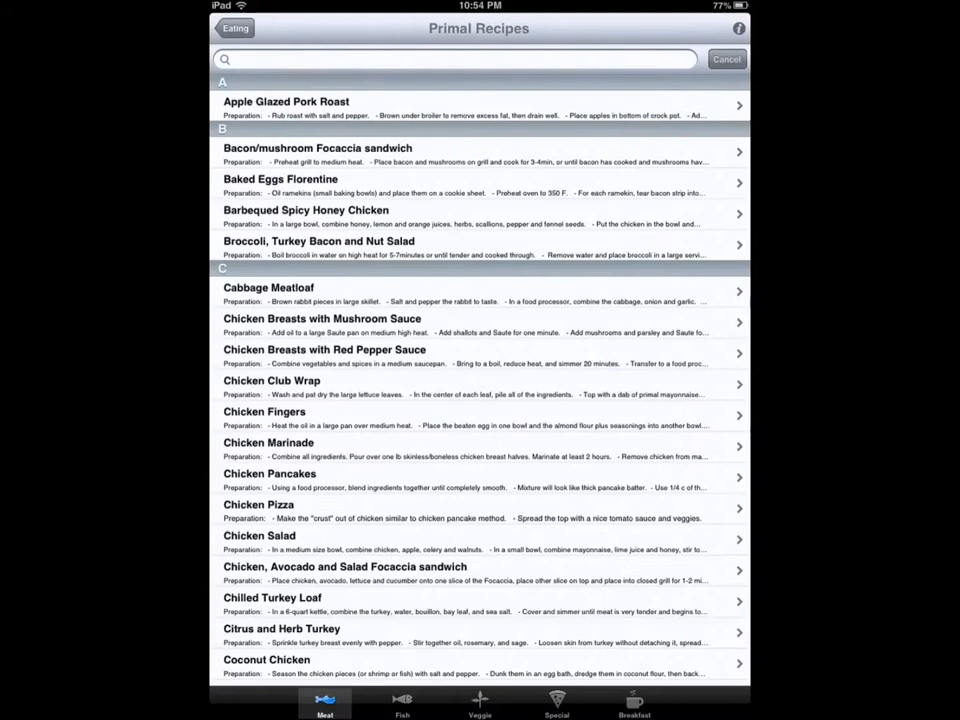 iPad 10:54 PM 77%
Eating Primal Recipes i
Cancel
A
Apple Glazed Pork Roast
Preparation: - Rub roast with salt and pepper. - Brown under broiler to remove excess fat, then drain well. - Place apples in bottom of crock pot. - Ad...
B
Bacon/mushroom Focaccia sandwich
Preparation: - Preheat grill to medium heat. - Place bacon and mushrooms on grill and cook for 3-4min, or until bacon has cooked and mushrooms hav...
Baked Eggs Florentine
Preparation: - Oil ramekins (small baking bowls) and place them on a cookie sheet. - Preheat oven to 350 F. - For each ramekin, tear bacon strip into...
Barbequed Spicy Honey Chicken
Preparation: - In a large bowl, combine honey, lemon and orange juices, herbs, scallions, pepper and fennel seeds. - Put the chicken in the bowl and...
Broccoli, Turkey Bacon and Nut Salad
Preparation: - Boil broccoli in water on high heat for 5-7minutes or until tender and cooked through. - Remove water and place broccoli in a large servi...
C
Cabbage Meatloaf
Preparation: - Brown rabbit pieces in large skillet. - Salt and pepper the rabbit to taste. - In a food processor, combine the cabbage, onion and garlic. ...
Chicken Breasts with Mushroom Sauce
Preparation: - Add oil to a large Saute pan on medium high heat. - Add shallots and Saute for one minute. - Add mushrooms and parsley and Saute fo...
Chicken Breasts with Red Pepper Sauce
Preparation: - Combine vegetables and spices in a medium saucepan. - Bring to a boil, reduce heat, and simmer 20 minutes. - Transfer to a food proc...
Chicken Club Wrap
Preparation: - Wash and pat dry the large lettuce leaves. - In the center of each leaf, pile all of the ingredients. - Top with a dab of primal mayonnaise...
Chicken Fingers
Preparation: - Heat the oil in a large pan over medium heat. - Place the beaten egg in one bowl and the almond flour plus seasonings into another bowl....
Chicken Marinade
Preparation: - Combine all ingredients. Pour over one lb skinless/boneless chicken breast halves. Marinate at least 2 hours. - Remove chicken from ma...
Chicken Pancakes
Preparation: - Using a food processor, blend ingredients together until completely smooth. - Mixture will look like thick pancake batter. - Use 1/4 c of th...
Chicken Pizza
Preparation: - Make the "crust" out of chicken similar to chicken pancake method. - Spread the top with a nice tomato sauce and veggies.
Chicken Salad
Preparation: - In a medium size bowl, combine chicken, apple, celery and walnuts. - In a small bowl, combine mayonnaise, lime juice and honey, stir to...
Chicken, Avocado and Salad Focaccia sandwich
Preparation: - Place chicken, avocado, lettuce and cucumber onto one slice of the Focaccia, place other slice on top and place into closed grill for 1-2 mi...
Chilled Turkey Loaf
Preparation: - In a 6-quart kettle, combine the turkey, water, bouillon, bay leaf, and sea salt. - Cover and simmer until meat is very tender and begins to...
Citrus and Herb Turkey
Preparation: - Sprinkle turkey breast evenly with pepper. - Stir together oil, rosemary, and sage. - Loosen skin from turkey without detaching it, spread...
Coconut Chicken
Preparation: - Season the chicken pieces (or shrimp or fish) with salt and pepper. - Dunk them in an egg bath, dredge them in coconut flour, then back...
Meat Fish Veggie Special Breakfast